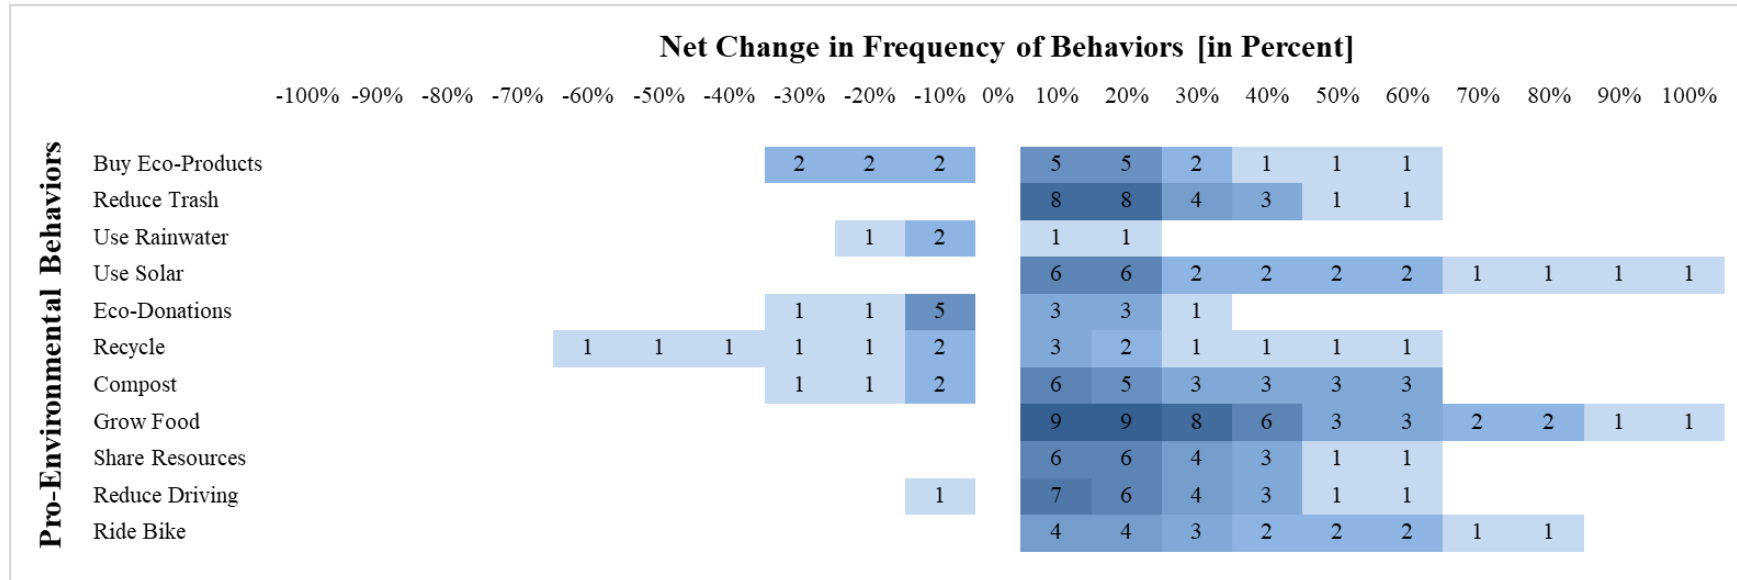 Net Change in Frequency of Behaviors [in Percent]
-100% -90% -80% -70% -60% -50% -40% -30% -20% -10% 0% 10% 20% 30% 40% 50% 60% 70% 80% 90% 100%
Pro-Environmental Behaviors
Buy Eco-Products 2 2 2 5 5 2 1 1 1
Reduce Trash 8 8 4 3 1 1
Use Rainwater 1 2 1 1
Use Solar 6 6 2 2 2 2 1 1 1 1
Eco-Donations 1 1 5 3 3 1
Recycle 1 1 1 1 1 2 3 2 1 1 1 1
Compost 1 1 2 6 5 3 3 3 3
Grow Food 9 9 8 6 3 3 2 2 1 1
Share Resources 6 6 4 3 1 1
Reduce Driving 1 7 6 4 3 1 1
Ride Bike 4 4 3 2 2 2 1 1